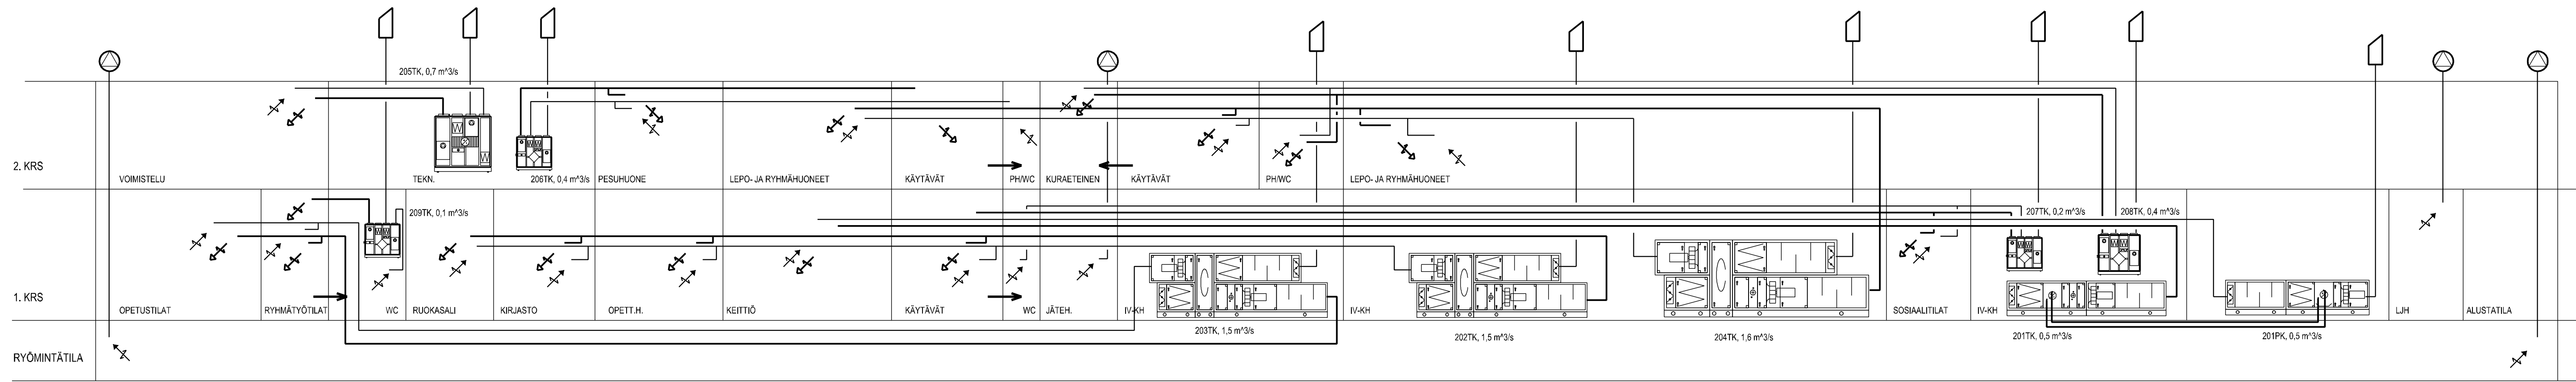 205TK, 0,7 m^3/s
2. KRS
VOIMISTELU
TEKN.
206TK, 0,4 m^3/s
PESUHUONE
LEPO- JA RYHMÄHUONEET
KÄYTÄVÄT
PH/WC
KURAETEINEN
KÄYTÄVÄT
PH/WC
LEPO- JA RYHMÄHUONEET
209TK, 0,1 m^3/s
207TK, 0,2 m^3/s
208TK, 0,4 m^3/s
1. KRS
OPETUSTILAT
RYHMÄTYÖTILAT
WC
RUOKASALI
KIRJASTO
OPETT.H.
KEITTIÖ
KÄYTÄVÄT
WC
JÄTEH.
IV-KH
IV-KH
SOSIAALITILAT
IV-KH
LJH
ALUSTATILA
203TK, 1,5 m^3/s
202TK, 1,5 m^3/s
204TK, 1,6 m^3/s
201TK, 0,5 m^3/s
201PK, 0,5 m^3/s
RYÖMINTÄTILA